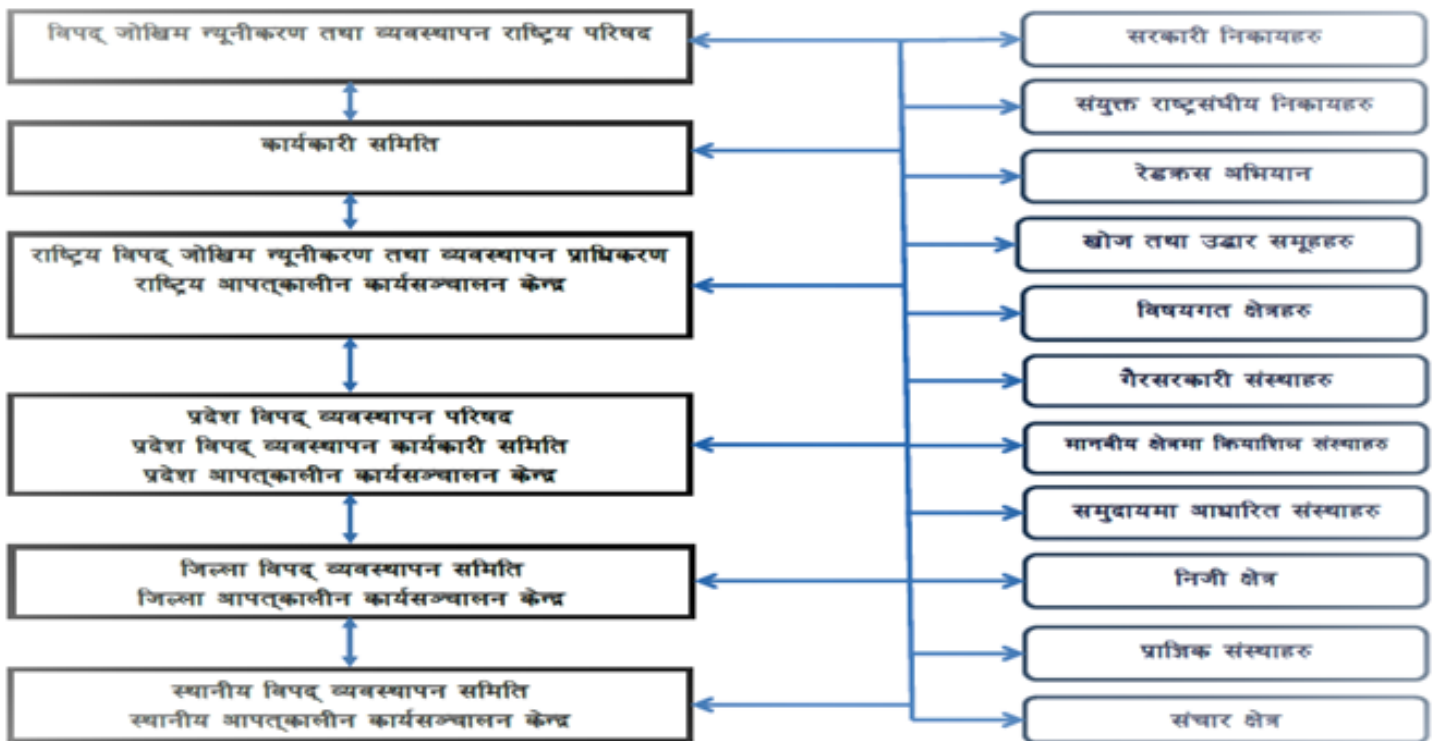 विपद् जोखिम न्यूनीकरण तथा व्यवस्थापन राष्ट्रिय परिषद
कार्यकारी समिति
राष्ट्रिय विपद् जोखिम न्यूनीकरण तथा व्यवस्थापन प्राधिकरण
राष्ट्रिय आपत्कालीन कार्यसञ्चालन केन्द्र
प्रदेश विपद् व्यवस्थापन परिषद
प्रदेश विपद् व्यवस्थापन कार्यकारी समिति
प्रदेश आपत्कालीन कार्यसञ्चालन केन्द्र
जिल्ला विपद् व्यवस्थापन समिति
जिल्ला आपत्कालीन कार्यसञ्चालन केन्द्र
स्थानीय विपद् व्यवस्थापन समिति
स्थानीय आपत्कालीन कार्यसञ्चालन केन्द्र
सरकारी निकायहरु
संयुक्त राष्ट्रसंघीय निकायहरु
रेडक्रस अभियान
खोज तथा उद्धार समूहहरु
विषयगत क्षेत्रहरु
गैरसरकारी संस्थाहरु
मानवीय क्षेत्रमा क्रियाशिल संस्थाहरु
समुदायमा आधारित संस्थाहरु
निजी क्षेत्र
प्राज्ञिक संस्थाहरु
संचार क्षेत्र